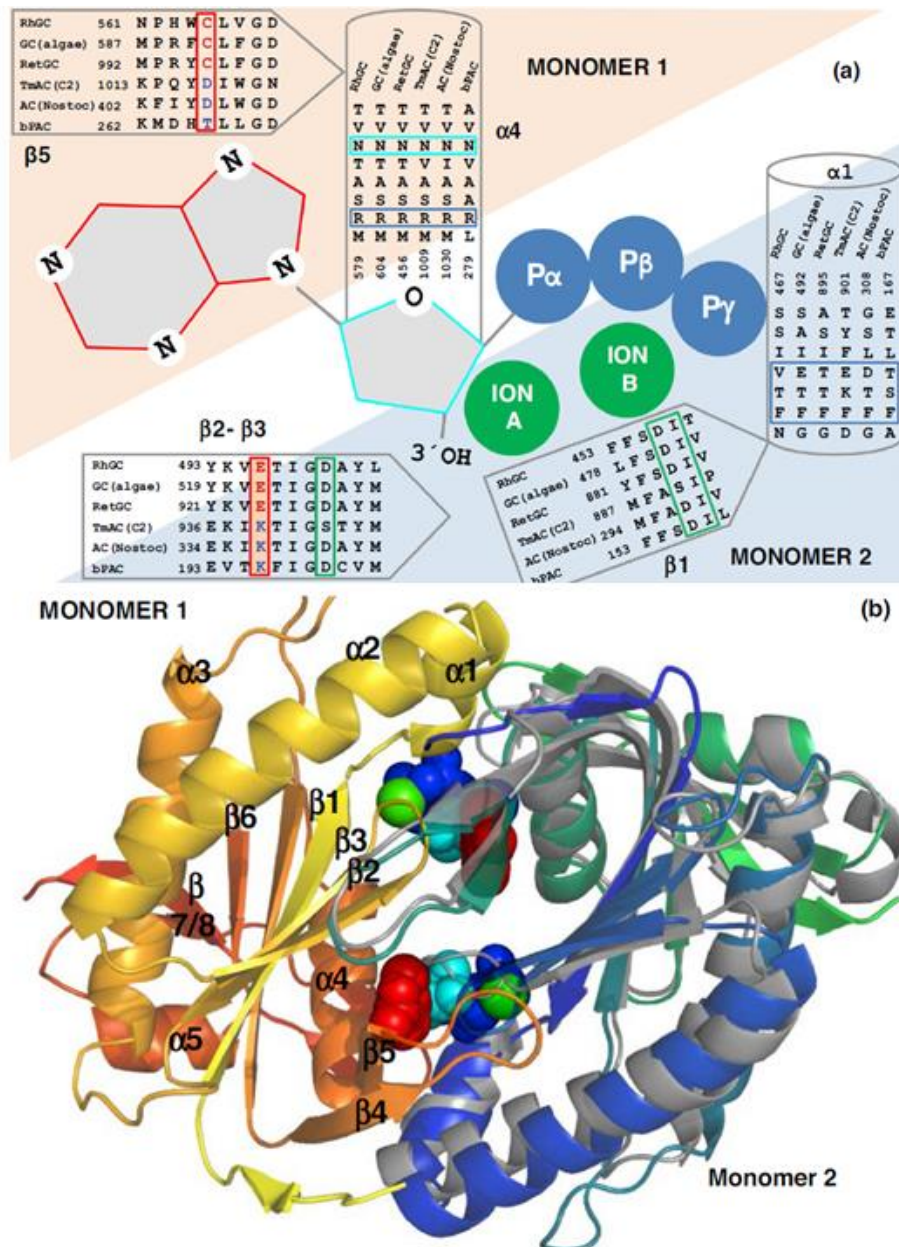 RhGC 561 N P H W C L V G D
GC(algae) 587 M P R F C L F G D
RetGC 992 M P R Y C L F G D
TmAC(C2) 1013 K P Q Y D I W G N
AC(Nostoc) 402 K F I Y D L W G D
bPAC 262 K M D H T L L G D
β5
RhGC GC(algae) RetGC TmAC(C2) AC(Nostoc) bPAC
T T T T T A
V V V V V V
N N N N N N
T T T V I V
A A A A A A
S S S S S A
R R R R R R
M M M M M L
579 604 456 1009 1030 279
MONOMER 1
(a)
α4
α1
RhGC GC(algae) RetGC TmAC(C2) AC(Nostoc) bPAC
467 492 895 901 308 167
S S A T G E
S A S Y S T
I I I F L L
V E T E D T
T T T K T S
F F F F F F
N G G D G A
N
N
N
N
O
Pα
Pβ
Pγ
ION
A
ION
B
3´OH
β2- β3
RhGC 493 Y K V E T I G D A Y L
GC(algae) 519 Y K V E T I G D A Y M
RetGC 921 Y K V E T I G D A Y M
TmAC(C2) 936 E K I K T I G S T Y M
AC(Nostoc) 334 E K I K T I G D A Y M
bPAC 193 E V T K F I G D C V M
RhGC 453 F F S D I T
GC(algae) 478 L F S D I V
RetGC 881 Y F S D I V
TmAC(C2) 887 M F A S I P
AC(Nostoc) 294 M F A D I V
bPAC 153 F F S D I L
β1
MONOMER 2
MONOMER 1
(b)
α3
α2
α1
β6
β1
β3
β2
β
7/8
α4
α5
β5
β4
Monomer 2